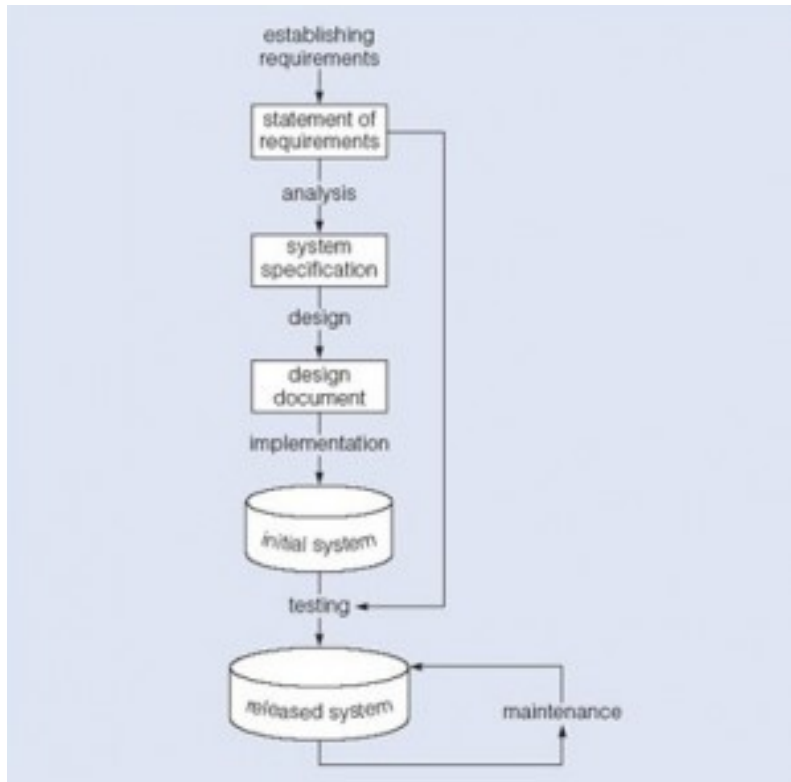 establishing
requirements
statement of
requirements
analysis
system
specification
design
design
document
implementation
initial system
testing
released system
maintenance